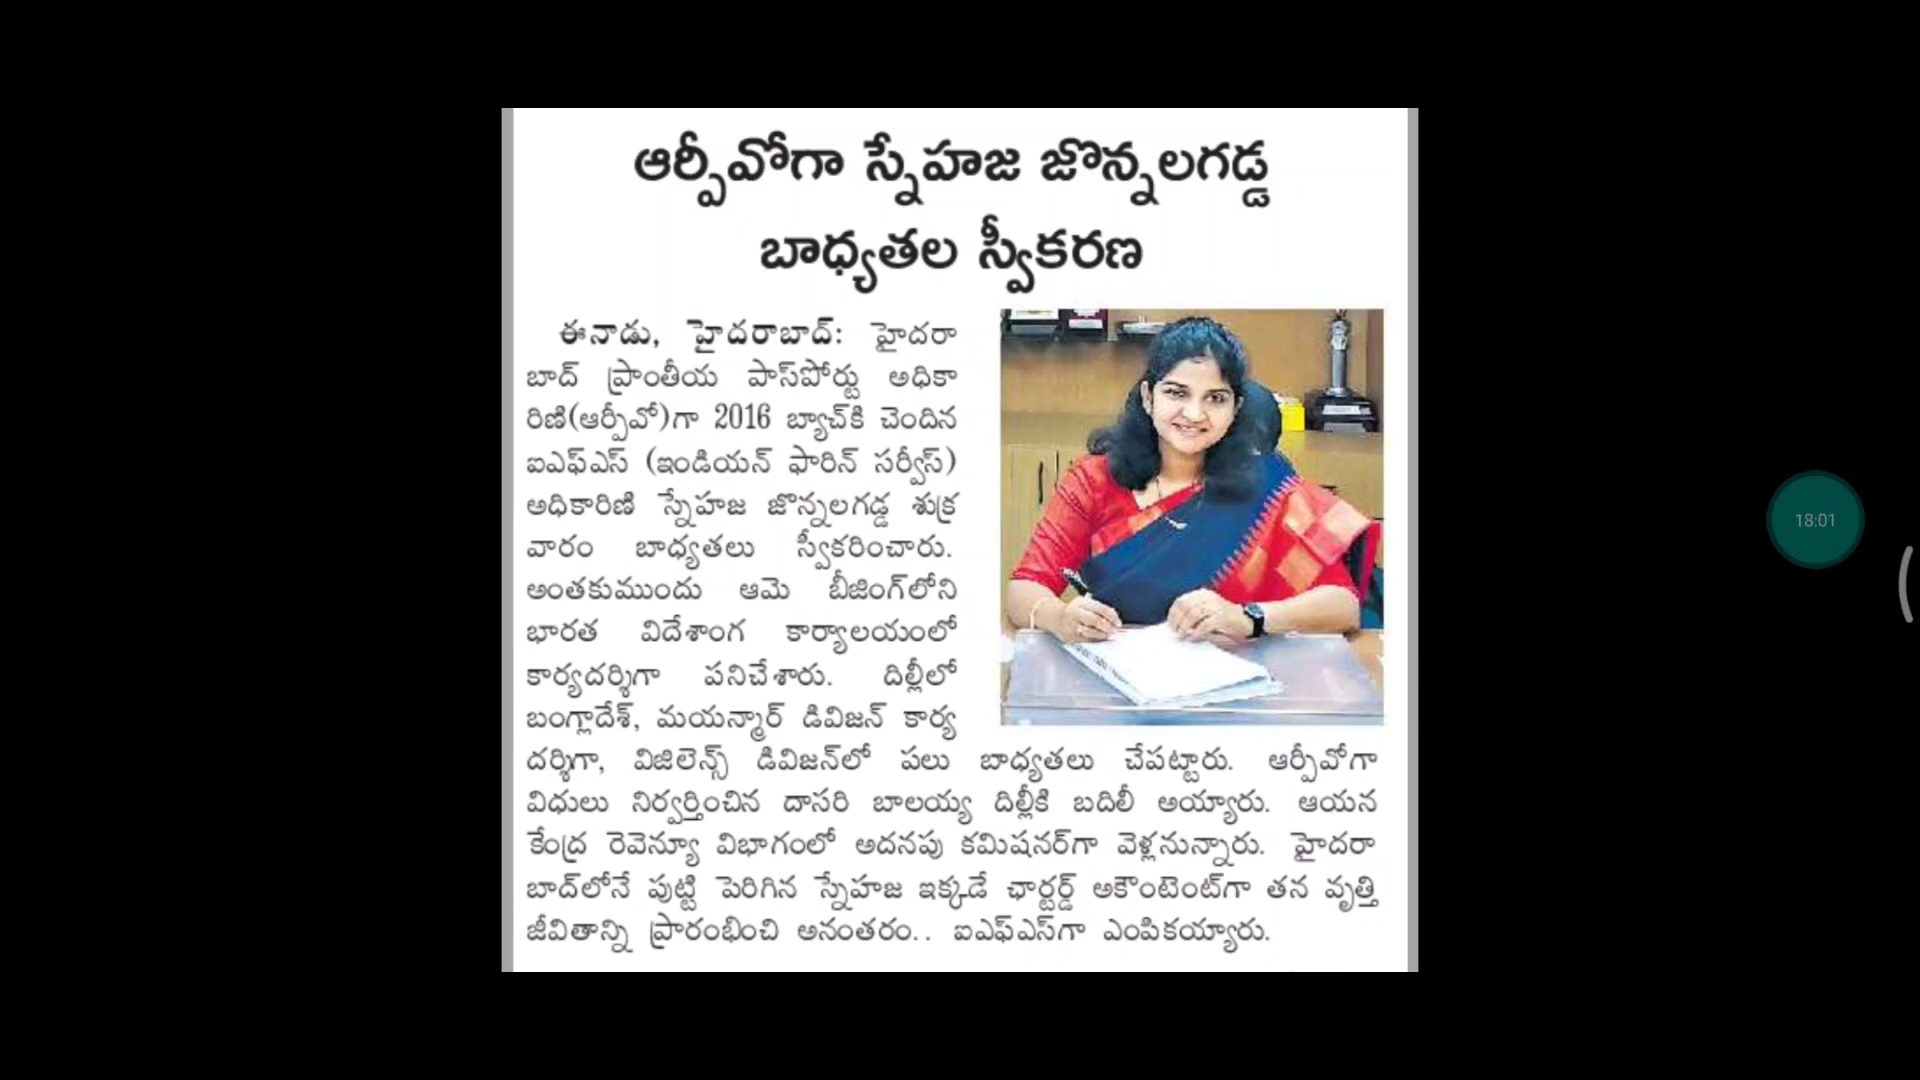 ఆర్పీవోగా స్నేహజ జొన్నలగడ్డ
బాధ్యతల స్వీకరణ
ఈనాడు, హైదరాబాద్: హైదరా
బాద్ ప్రాంతీయ పాస్‌పోర్టు అధికా
రిణి(ఆర్పీవో)గా 2016 బ్యాచ్‌కి చెందిన
ఐఎఫ్ఎస్ (ఇండియన్ ఫారిన్ సర్వీస్)
అధికారిణి స్నేహజ జొన్నలగడ్డ శుక్ర
వారం బాధ్యతలు స్వీకరించారు.
అంతకుముందు ఆమె బీజింగ్‌లోని
భారత విదేశాంగ కార్యాలయంలో
కార్యదర్శిగా పనిచేశారు. దిల్లీలో
బంగ్లాదేశ్, మయన్మార్ డివిజన్ కార్య
దర్శిగా, విజిలెన్స్ డివిజన్‌లో పలు బాధ్యతలు చేపట్టారు. ఆర్పీవోగా
విధులు నిర్వర్తించిన దాసరి బాలయ్య దిల్లీకి బదిలీ అయ్యారు. ఆయన
కేంద్ర రెవెన్యూ విభాగంలో అదనపు కమిషనర్‌గా వెళ్లనున్నారు. హైదరా
బాద్‌లోనే పుట్టి పెరిగిన స్నేహజ ఇక్కడే ఛార్టర్డ్ అకౌంటెంట్‌గా తన వృత్తి
జీవితాన్ని ప్రారంభించి అనంతరం.. ఐఎఫ్ఎస్‌గా ఎంపికయ్యారు.
18:01